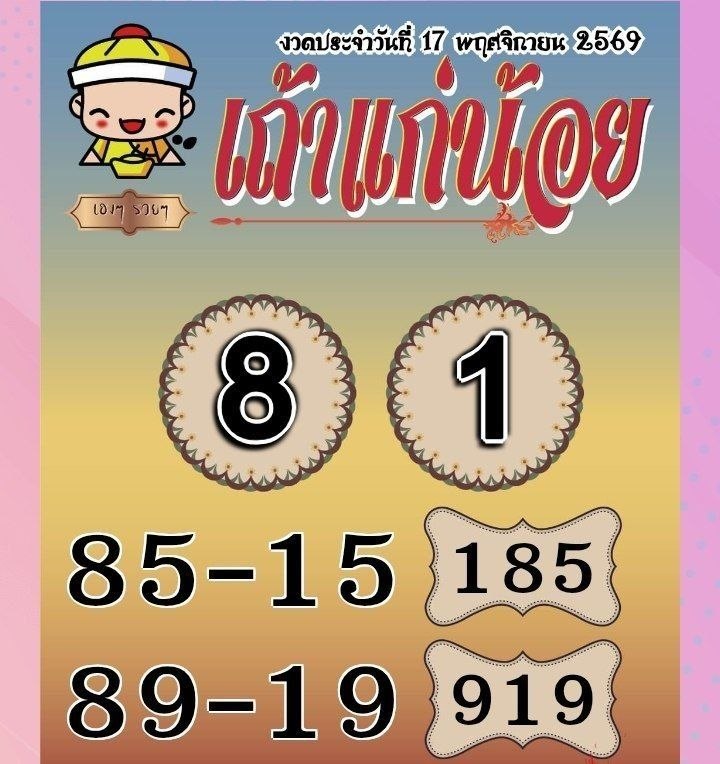 งวดประจำวันที่ 17 พฤศจิกายน 2569
เถ้าแก่น้อย
เฮงๆ รวยๆ
8 1
85-15 185
89-19 919